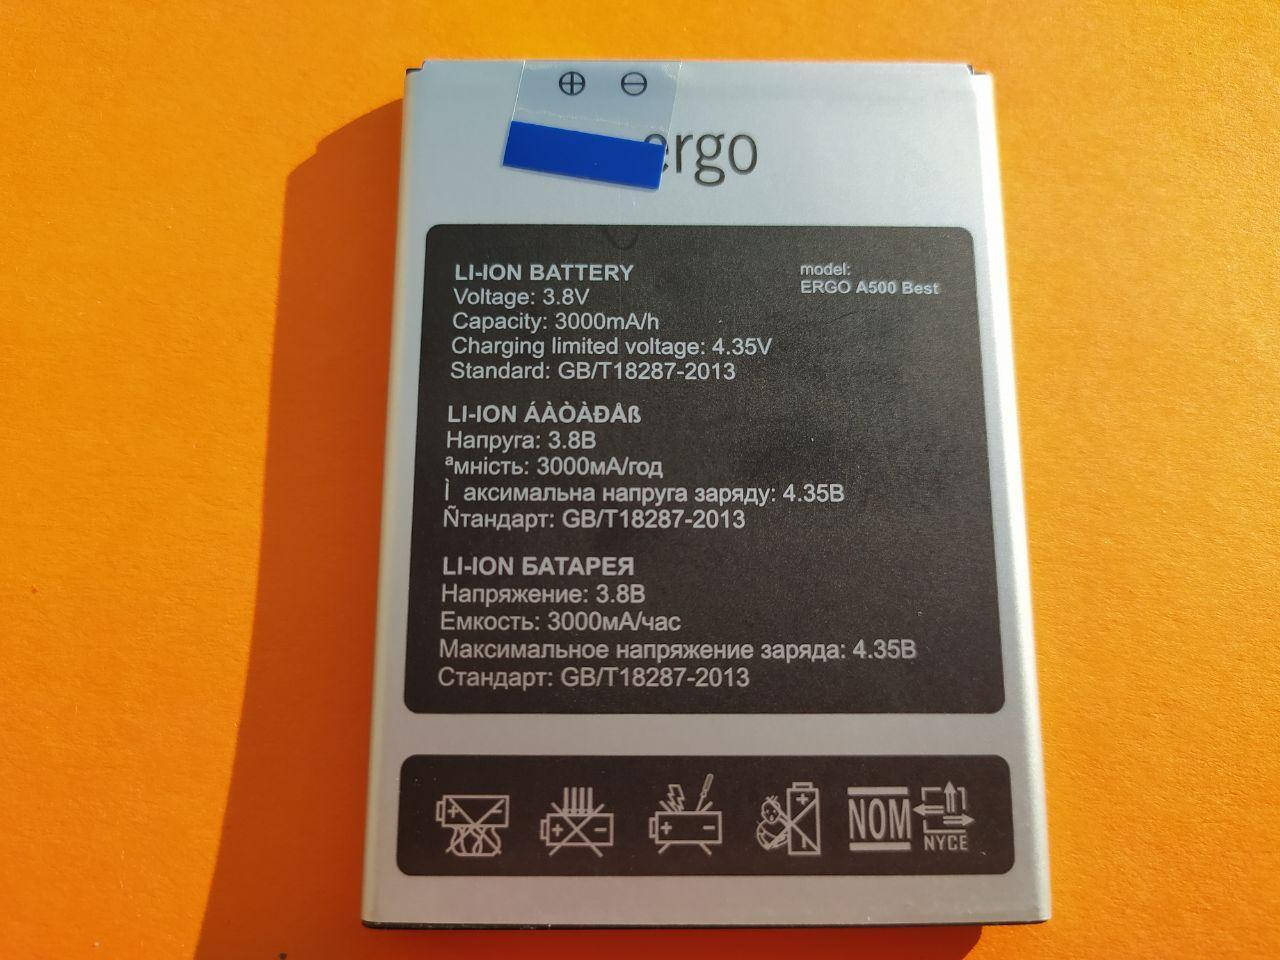 ⊕ ⊖
ergo
LI-ION BATTERY
Voltage: 3.8V
Capacity: 3000mA/h
Charging limited voltage: 4.35V
Standard: GB/T18287-2013
model:
ERGO A500 Best
LI-ION ÁÀÒÀÐÅß
Напруга: 3.8В
ªмність: 3000мА/год
Ì аксимальна напруга заряду: 4.35В
Ñтандарт: GB/T18287-2013
LI-ION БАТАРЕЯ
Напряжение: 3.8В
Емкость: 3000мА/час
Максимальное напряжение заряда: 4.35В
Стандарт: GB/T18287-2013
NOM
NYCE